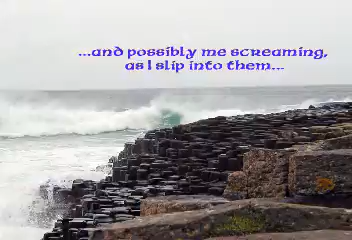 ...and possibly me screaming,
as I slip into them...